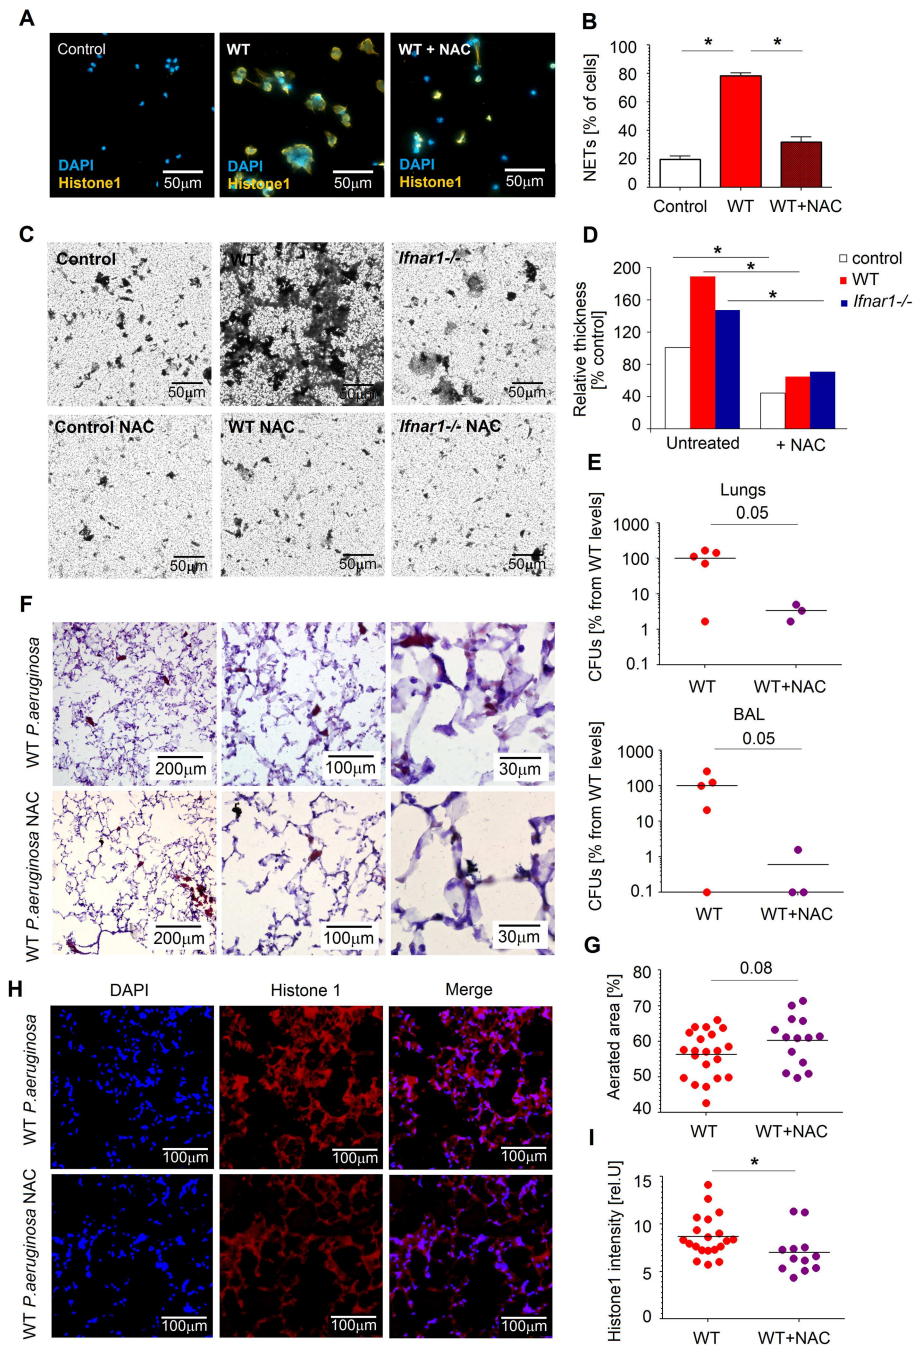 A
Control
DAPI
Histone1
50μm
WT
DAPI
Histone1
50μm
WT + NAC
DAPI
Histone1
50μm
B
NETs [% of cells]
100
80
60
40
20
0
*
*
Control
WT
WT+NAC
C
Control
50μm
WT
50μm
Ifnar1-/-
50μm
Control NAC
50μm
WT NAC
50μm
Ifnar1-/- NAC
50μm
D
Relative thickness
[% control]
200
160
120
80
40
0
*
*
*
control
WT
Ifnar1-/-
Untreated
+ NAC
E
Lungs
0.05
CFUs [% from WT levels]
1000
100
10
1
0.1
WT
WT+NAC
BAL
0.05
CFUs [% from WT levels]
1000
100
1
0.1
WT
WT+NAC
F
WT P.aeruginosa
200μm
100μm
30μm
WT P.aeruginosa NAC
200μm
100μm
30μm
G
0.08
Aerated area [%]
80
70
60
50
40
WT
WT+NAC
H
DAPI
Histone 1
Merge
WT P.aeruginosa
100μm
100μm
100μm
WT P.aeruginosa NAC
100μm
100μm
100μm
I
*
Histone1 intensity [rel.U]
15
10
5
0
WT
WT+NAC